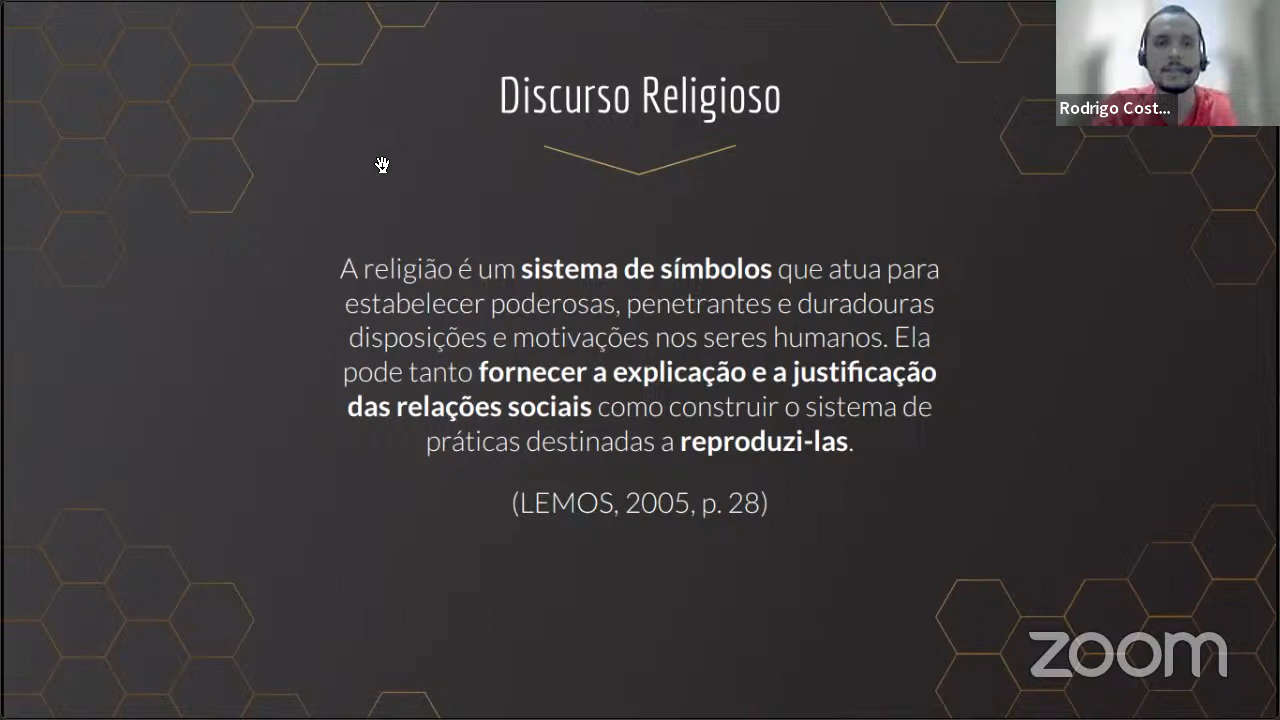 Discurso Religioso
Rodrigo Cost...
A religião é um sistema de símbolos que atua para
estabelecer poderosas, penetrantes e duradouras
disposições e motivações nos seres humanos. Ela
pode tanto fornecer a explicação e a justificação
das relações sociais como construir o sistema de
práticas destinadas a reproduzi-las.
(LEMOS, 2005, p. 28)
zoom